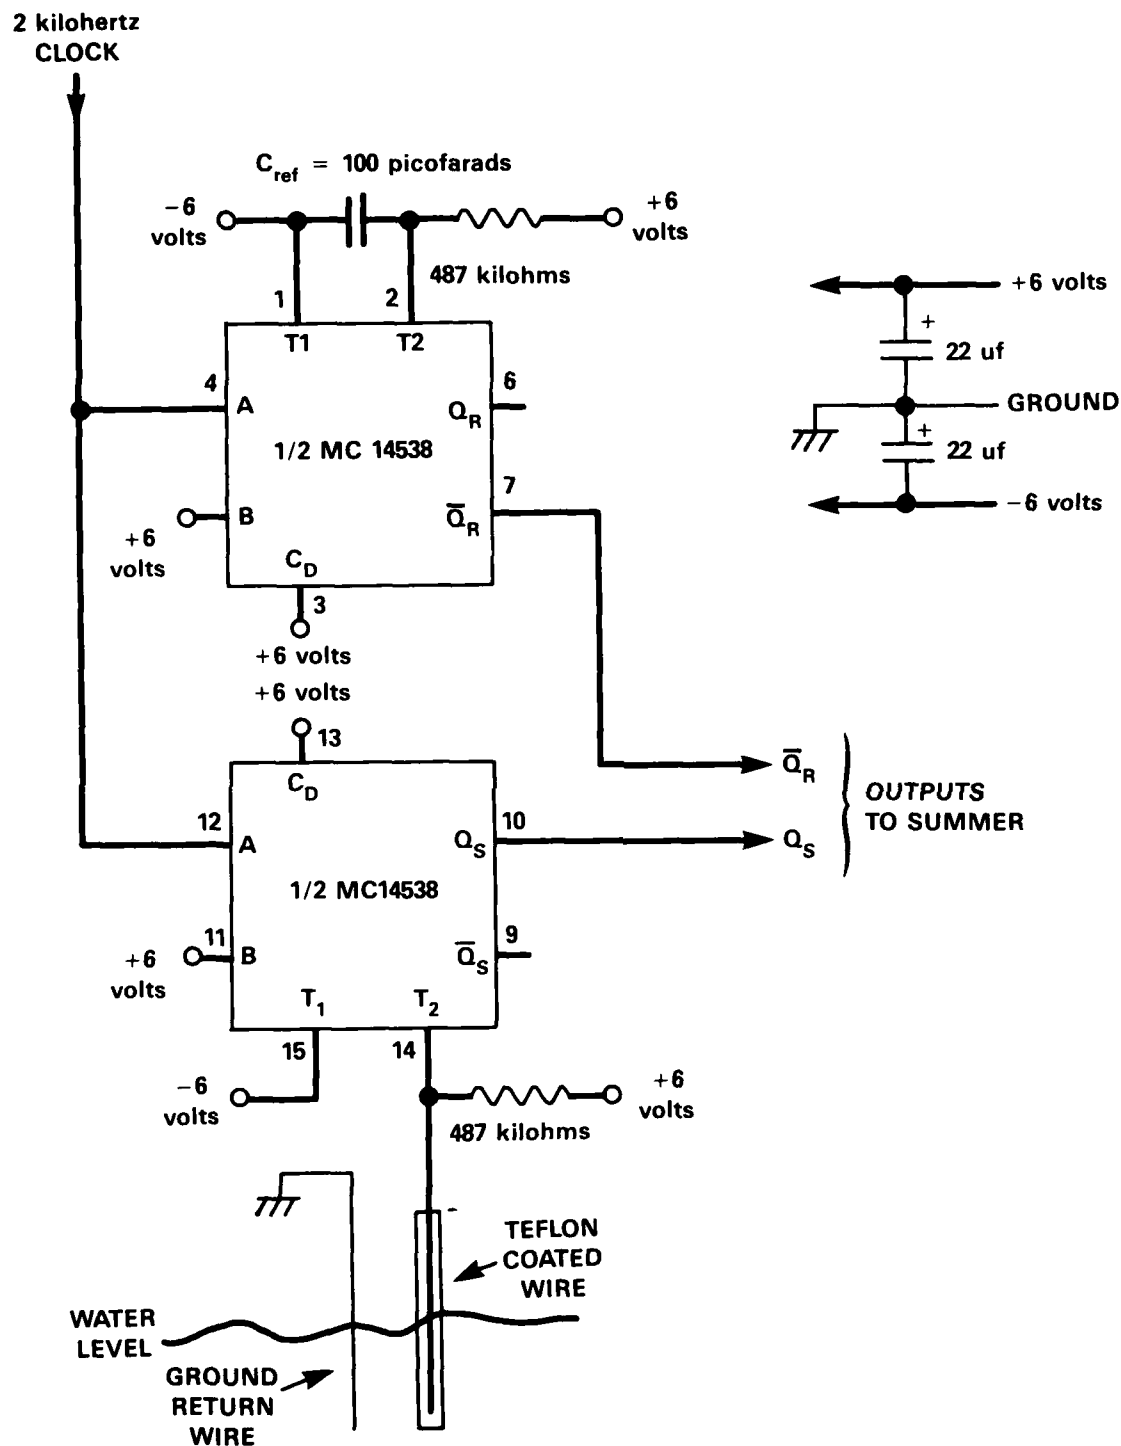 2 kilohertz
CLOCK
C_ref = 100 picofarads
−6
volts
+6
volts
487 kilohms
1
2
T1
T2
4
A
6
Q_R
1/2 MC 14538
7
Q̅_R
B
+6
volts
C_D
3
+6 volts
+6 volts
13
C_D
12
A
10
Q_S
1/2 MC14538
11
B
+6
volts
9
Q̅_S
T_1
T_2
15
14
−6
volts
+6
volts
487 kilohms
TEFLON
COATED
WIRE
WATER
LEVEL
GROUND
RETURN
WIRE
+6 volts
+
22 uf
GROUND
+
22 uf
−6 volts
Q̅_R
Q_S
OUTPUTS
TO SUMMER